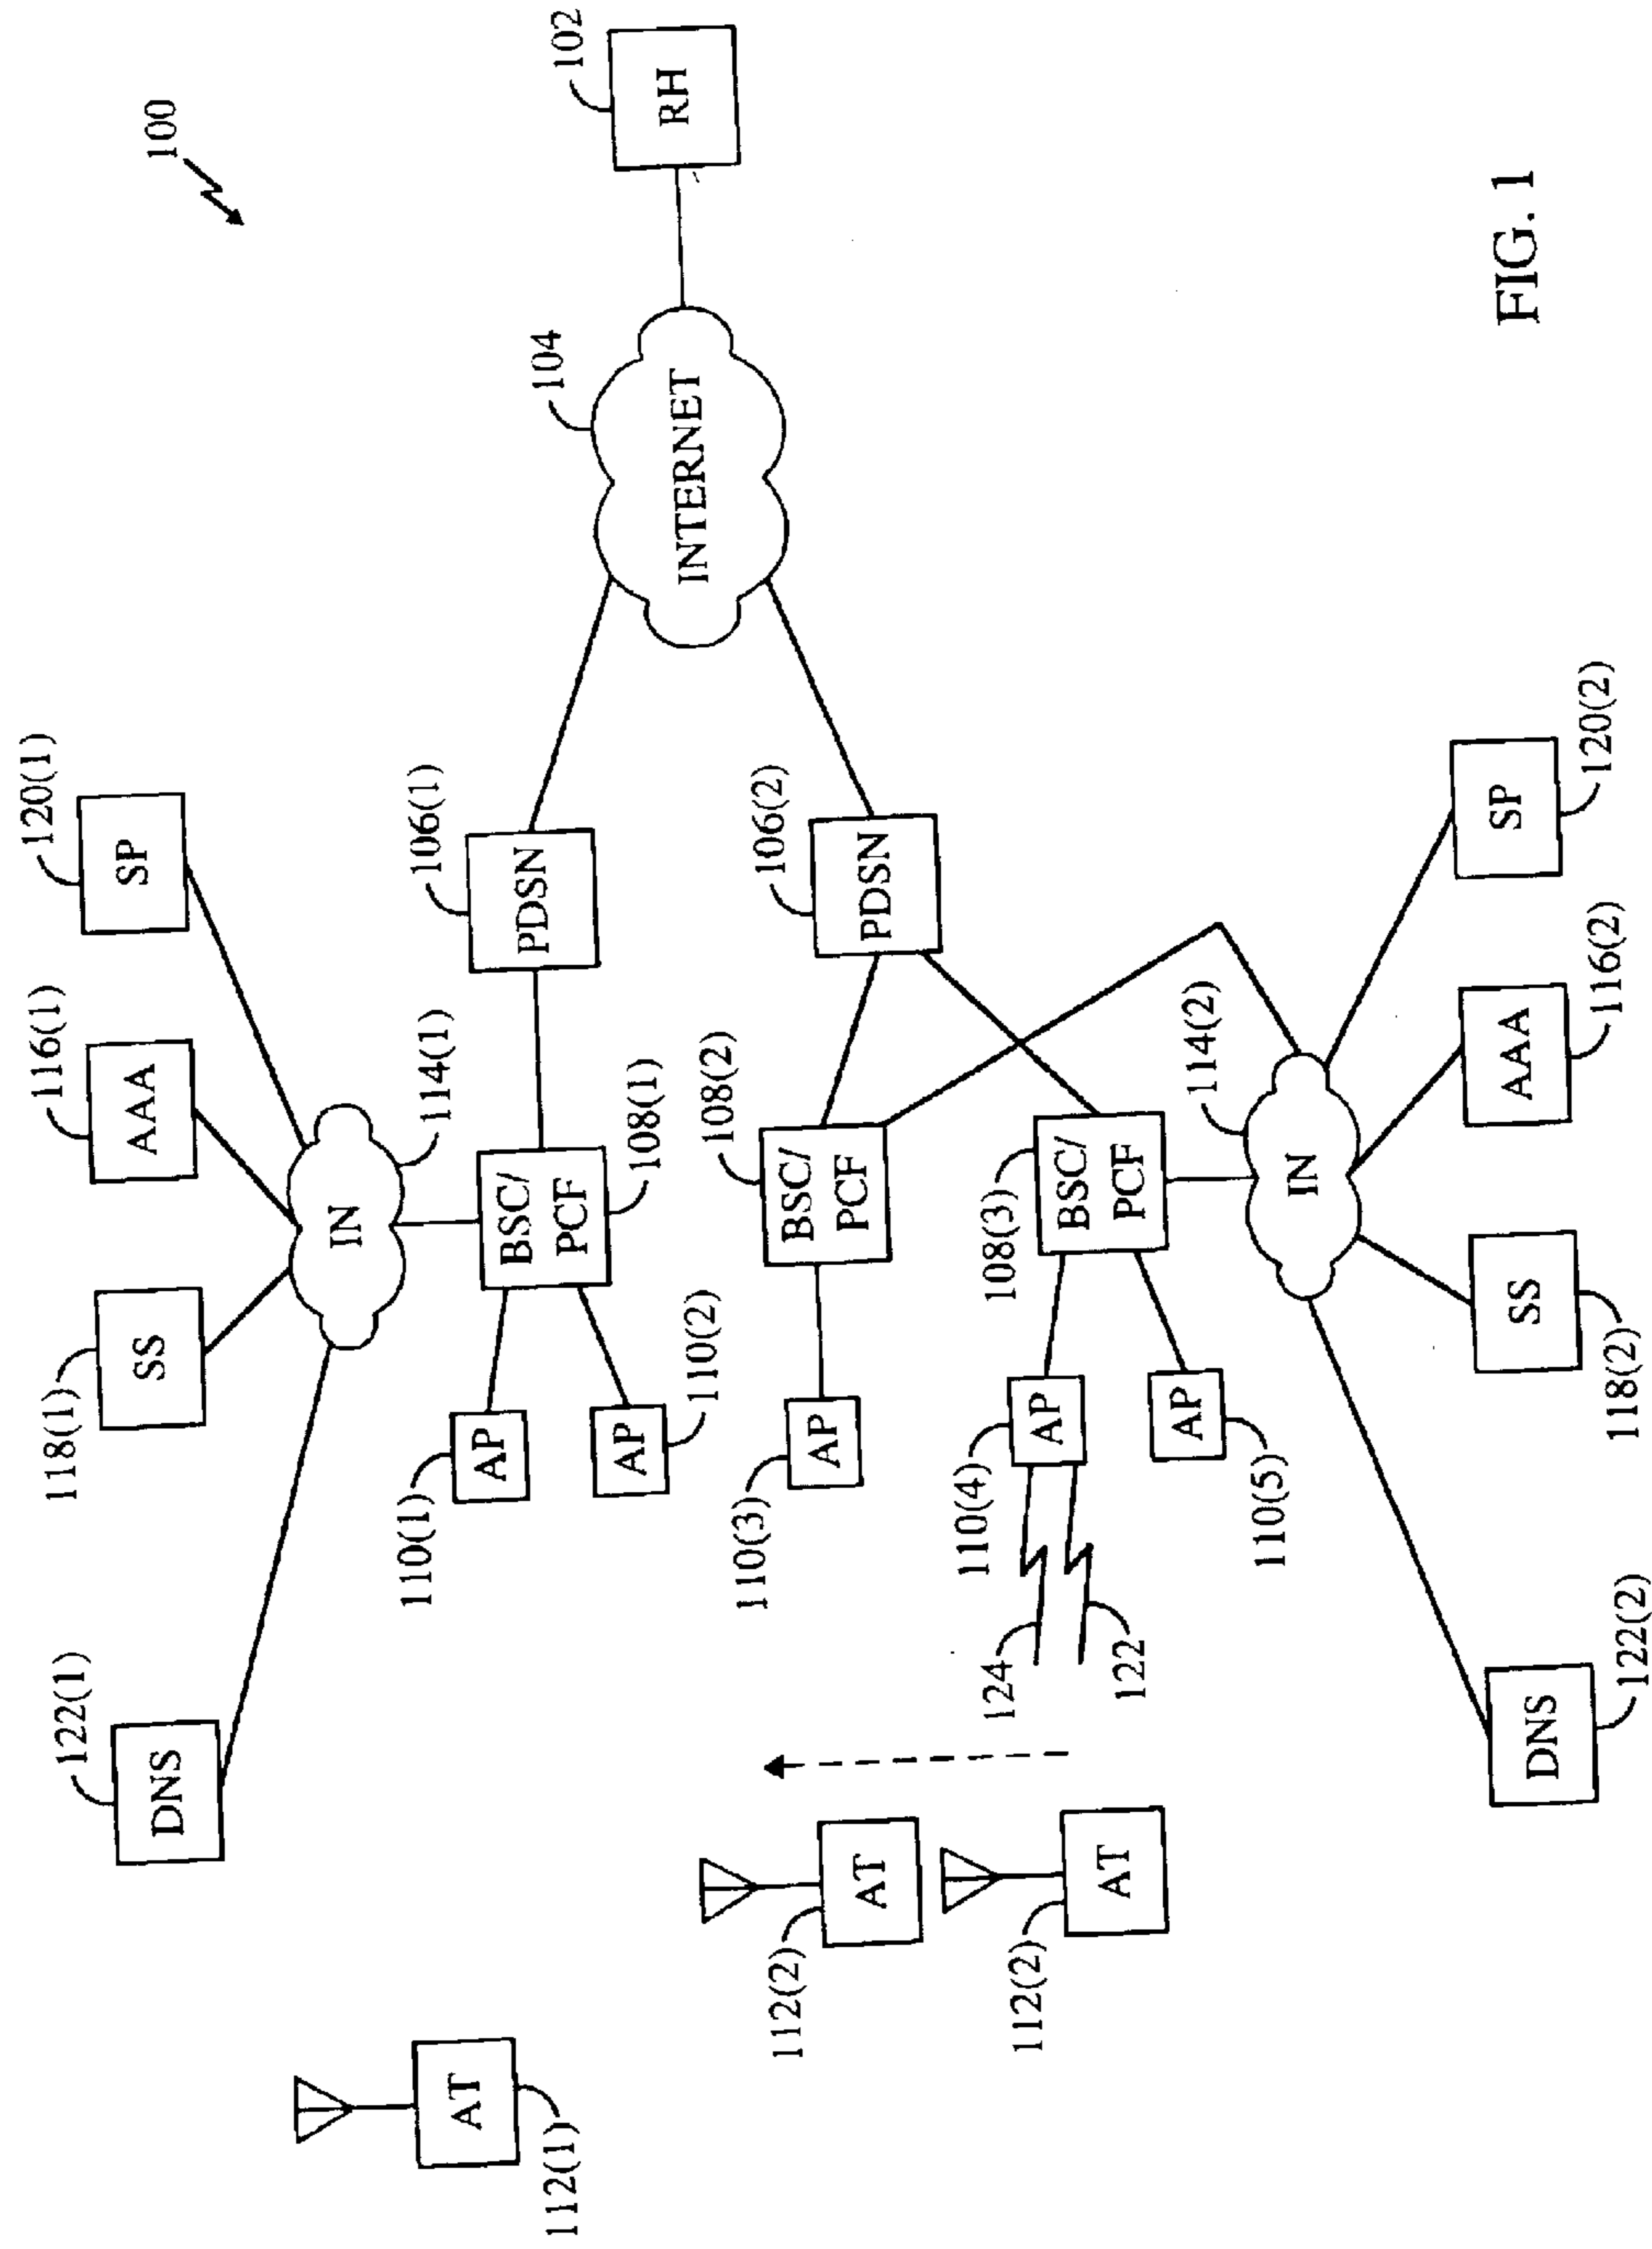 100
RH
102
INTERNET
104
120(1)
SP
116(1)
AAA
118(1)
SS
122(1)
DNS
IN
114(1)
106(1)
PDSN
BSC/
PCF
108(1)
110(1)
AP
AP
110(2)
106(2)
PDSN
108(2)
BSC/
PCF
110(3)
AP
108(3)
BSC/
PCF
110(4)
AP
AP
110(5)
124
122
114(2)
IN
SP
120(2)
AAA
116(2)
SS
118(2)
DNS
122(2)
AT
112(1)
AT
112(2)
AT
112(2)
FIG. 1